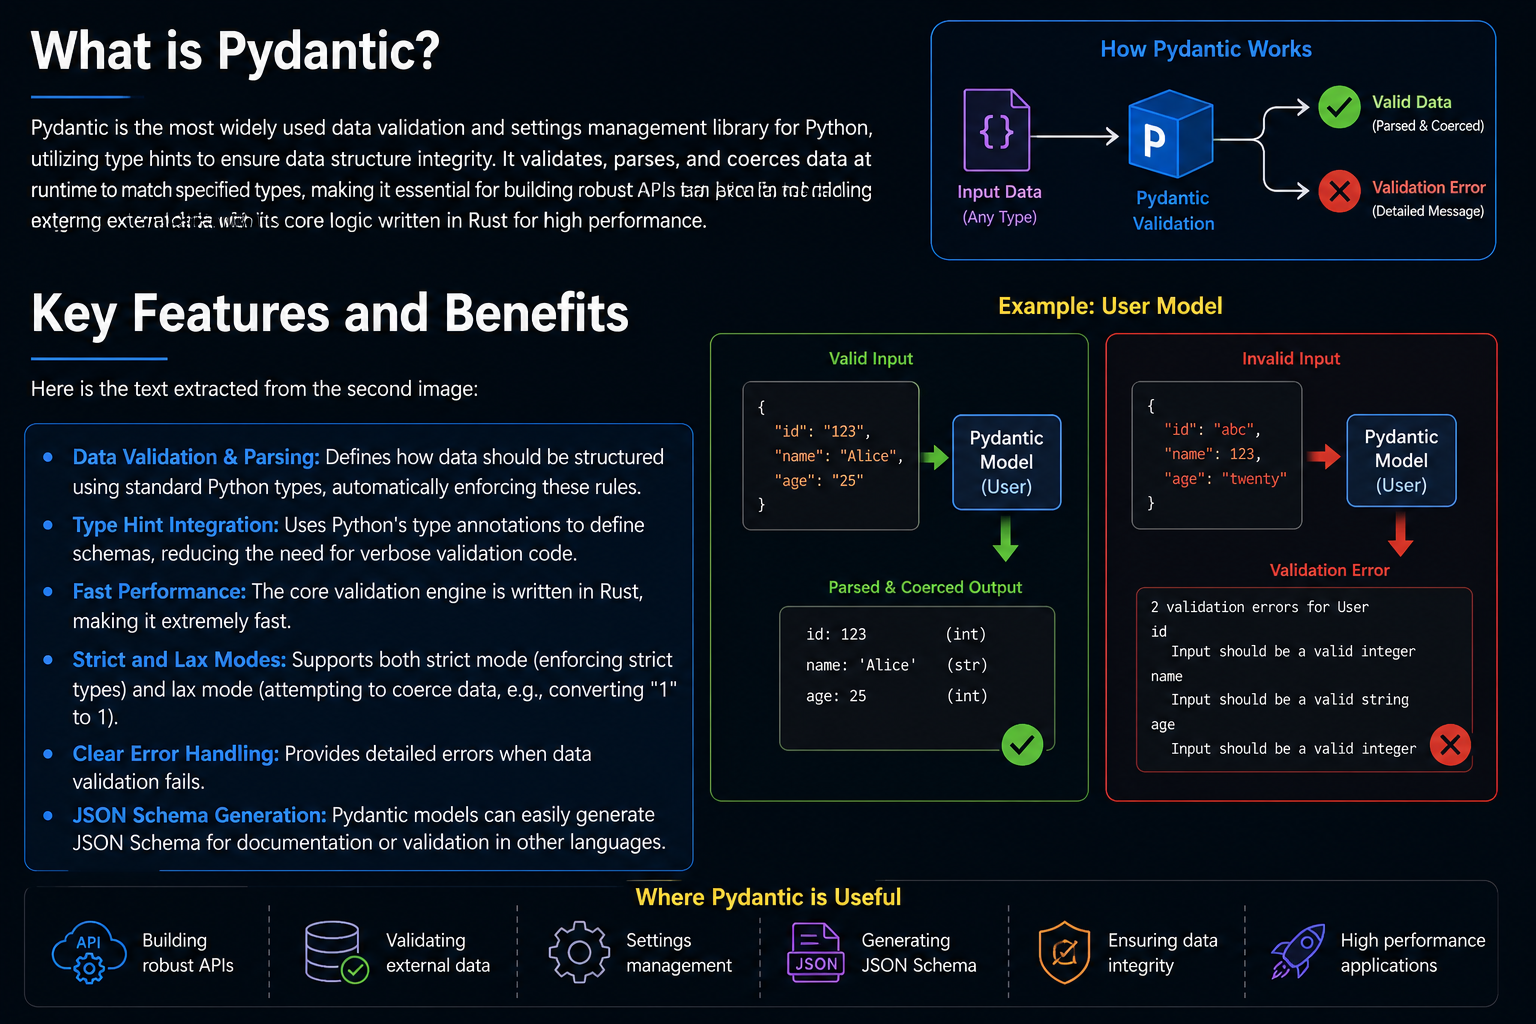 What is Pydantic?
Pydantic is the most widely used data validation and settings management library for Python,
utilizing type hints to ensure data structure integrity. It validates, parses, and coerces data at
runtime to match specified types, making it essential for building robust APIs
its core logic written in Rust for high performance.
How Pydantic Works
{}
Input Data
(Any Type)
P
Pydantic
Validation
Valid Data
(Parsed & Coerced)
Validation Error
(Detailed Message)
Key Features and Benefits
Here is the text extracted from the second image:
• Data Validation & Parsing: Defines how data should be structured
using standard Python types, automatically enforcing these rules.
• Type Hint Integration: Uses Python's type annotations to define
schemas, reducing the need for verbose validation code.
• Fast Performance: The core validation engine is written in Rust,
making it extremely fast.
• Strict and Lax Modes: Supports both strict mode (enforcing strict
types) and lax mode (attempting to coerce data, e.g., converting "1"
to 1).
• Clear Error Handling: Provides detailed errors when data
validation fails.
• JSON Schema Generation: Pydantic models can easily generate
JSON Schema for documentation or validation in other languages.
Example: User Model
Valid Input
{
"id": "123",
"name": "Alice",
"age": "25"
}
Pydantic
Model
(User)
Parsed & Coerced Output
id: 123 (int)
name: 'Alice' (str)
age: 25 (int)
Invalid Input
{
"id": "abc",
"name": 123,
"age": "twenty"
}
Pydantic
Model
(User)
Validation Error
2 validation errors for User
id
Input should be a valid integer
name
Input should be a valid string
age
Input should be a valid integer
Where Pydantic is Useful
API
Building
robust APIs
Validating
external data
Settings
management
JSON
Generating
JSON Schema
Ensuring data
integrity
High performance
applications